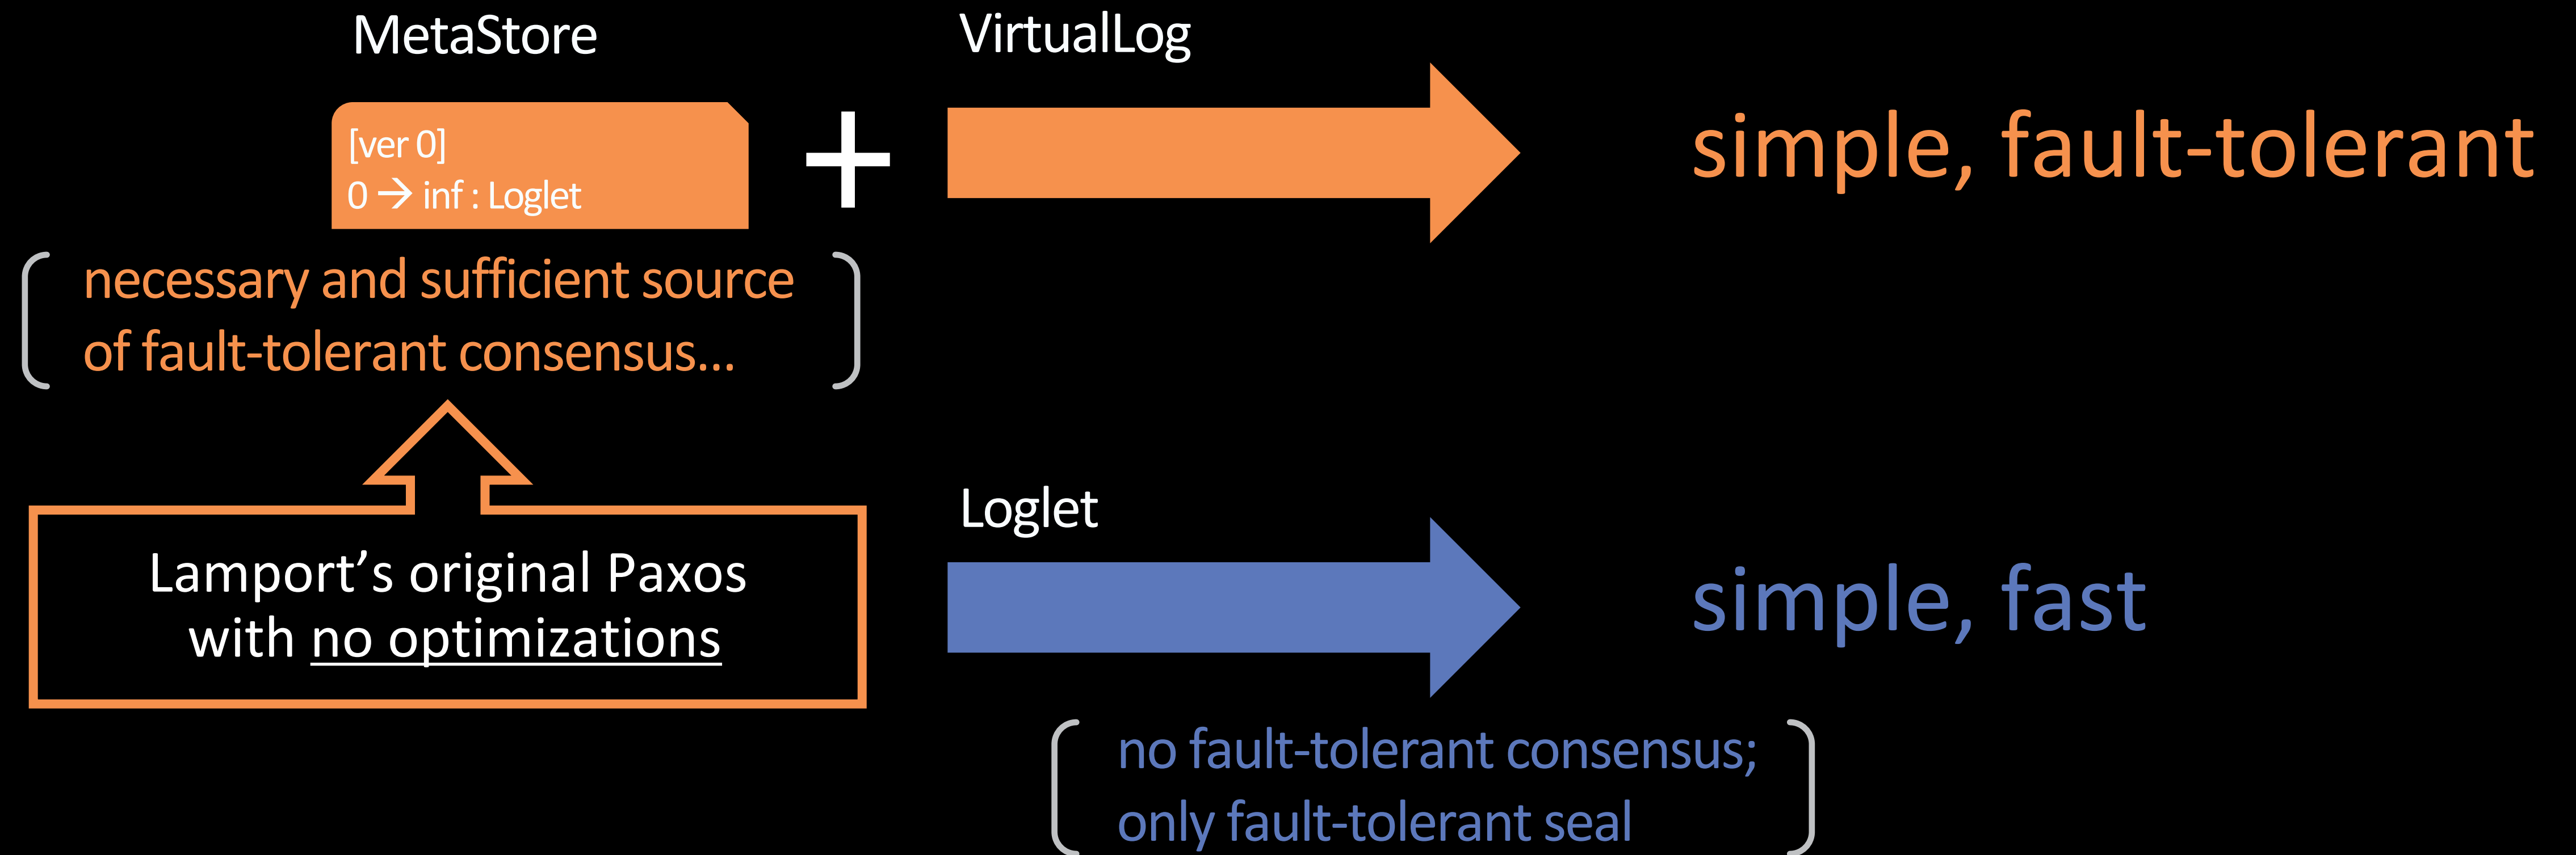 MetaStore
VirtualLog
[ver 0]
0 → inf : Loglet
+
simple, fault-tolerant
necessary and sufficient source
of fault-tolerant consensus...
Lamport’s original Paxos
with no optimizations
Loglet
simple, fast
no fault-tolerant consensus;
only fault-tolerant seal